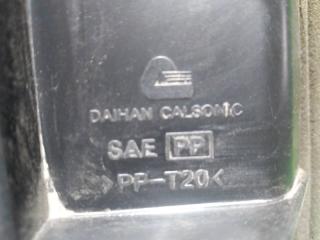 DAIHAN CALSONIC
SAE PP
>PP-T20<